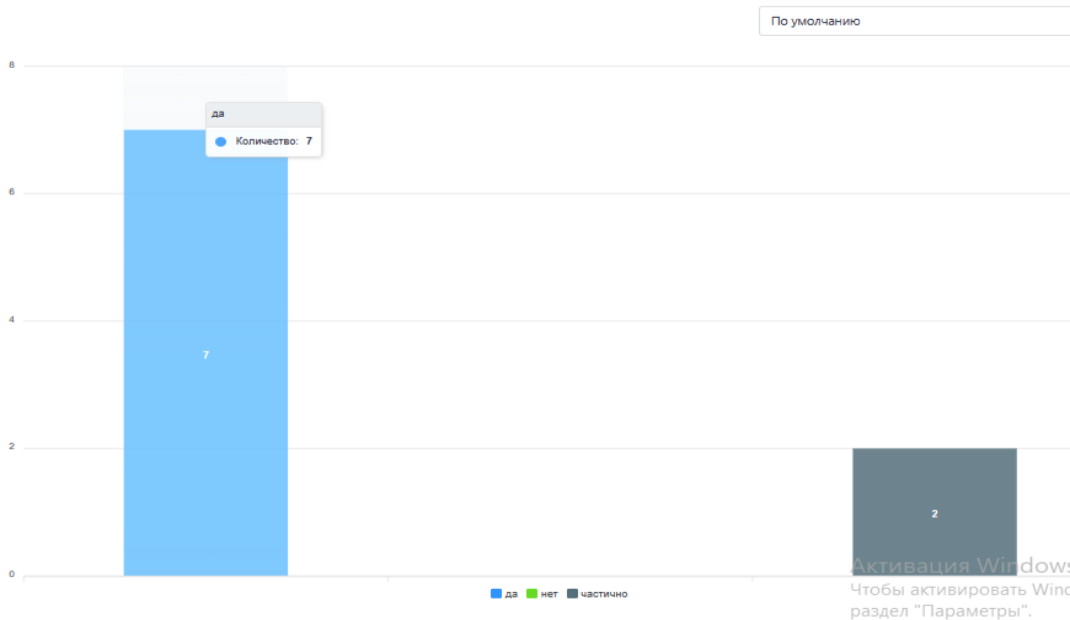 По умолчанию
8
да
Количество: 7
6
4
7
2
2
0
да нет частично
Активация Windows
Чтобы активировать Wind
раздел "Параметры".